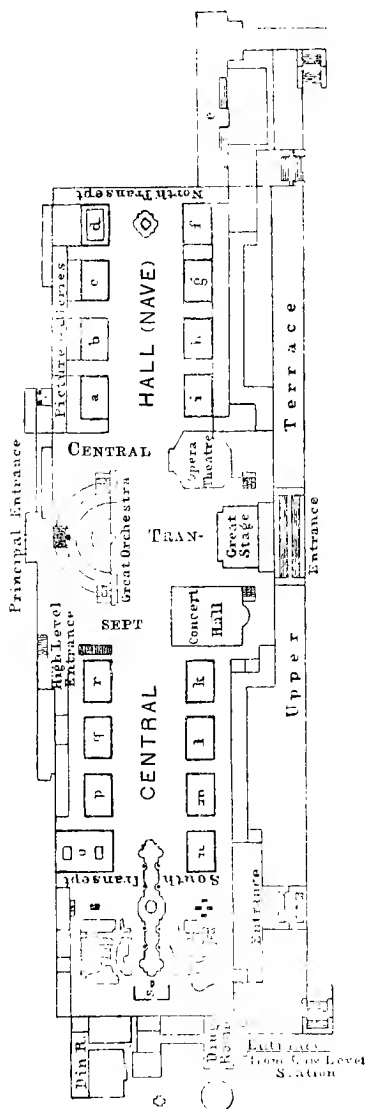 Principal Entrance
High Level
Entrance
Picture Galleries
North Transept
a
b
c
d
e
f
g
h
i
HALL (NAVE)
CENTRAL
TRAN-
SEPT
Great Orchestra
Opera
Theatre
Great
Stage
Concert
Hall
Entrance
Terrace
Upper
CENTRAL
r
q
p
o
k
l
m
n
South Transept
s
Entrance
Din R.
Room
Entrance
from Low Level
Station